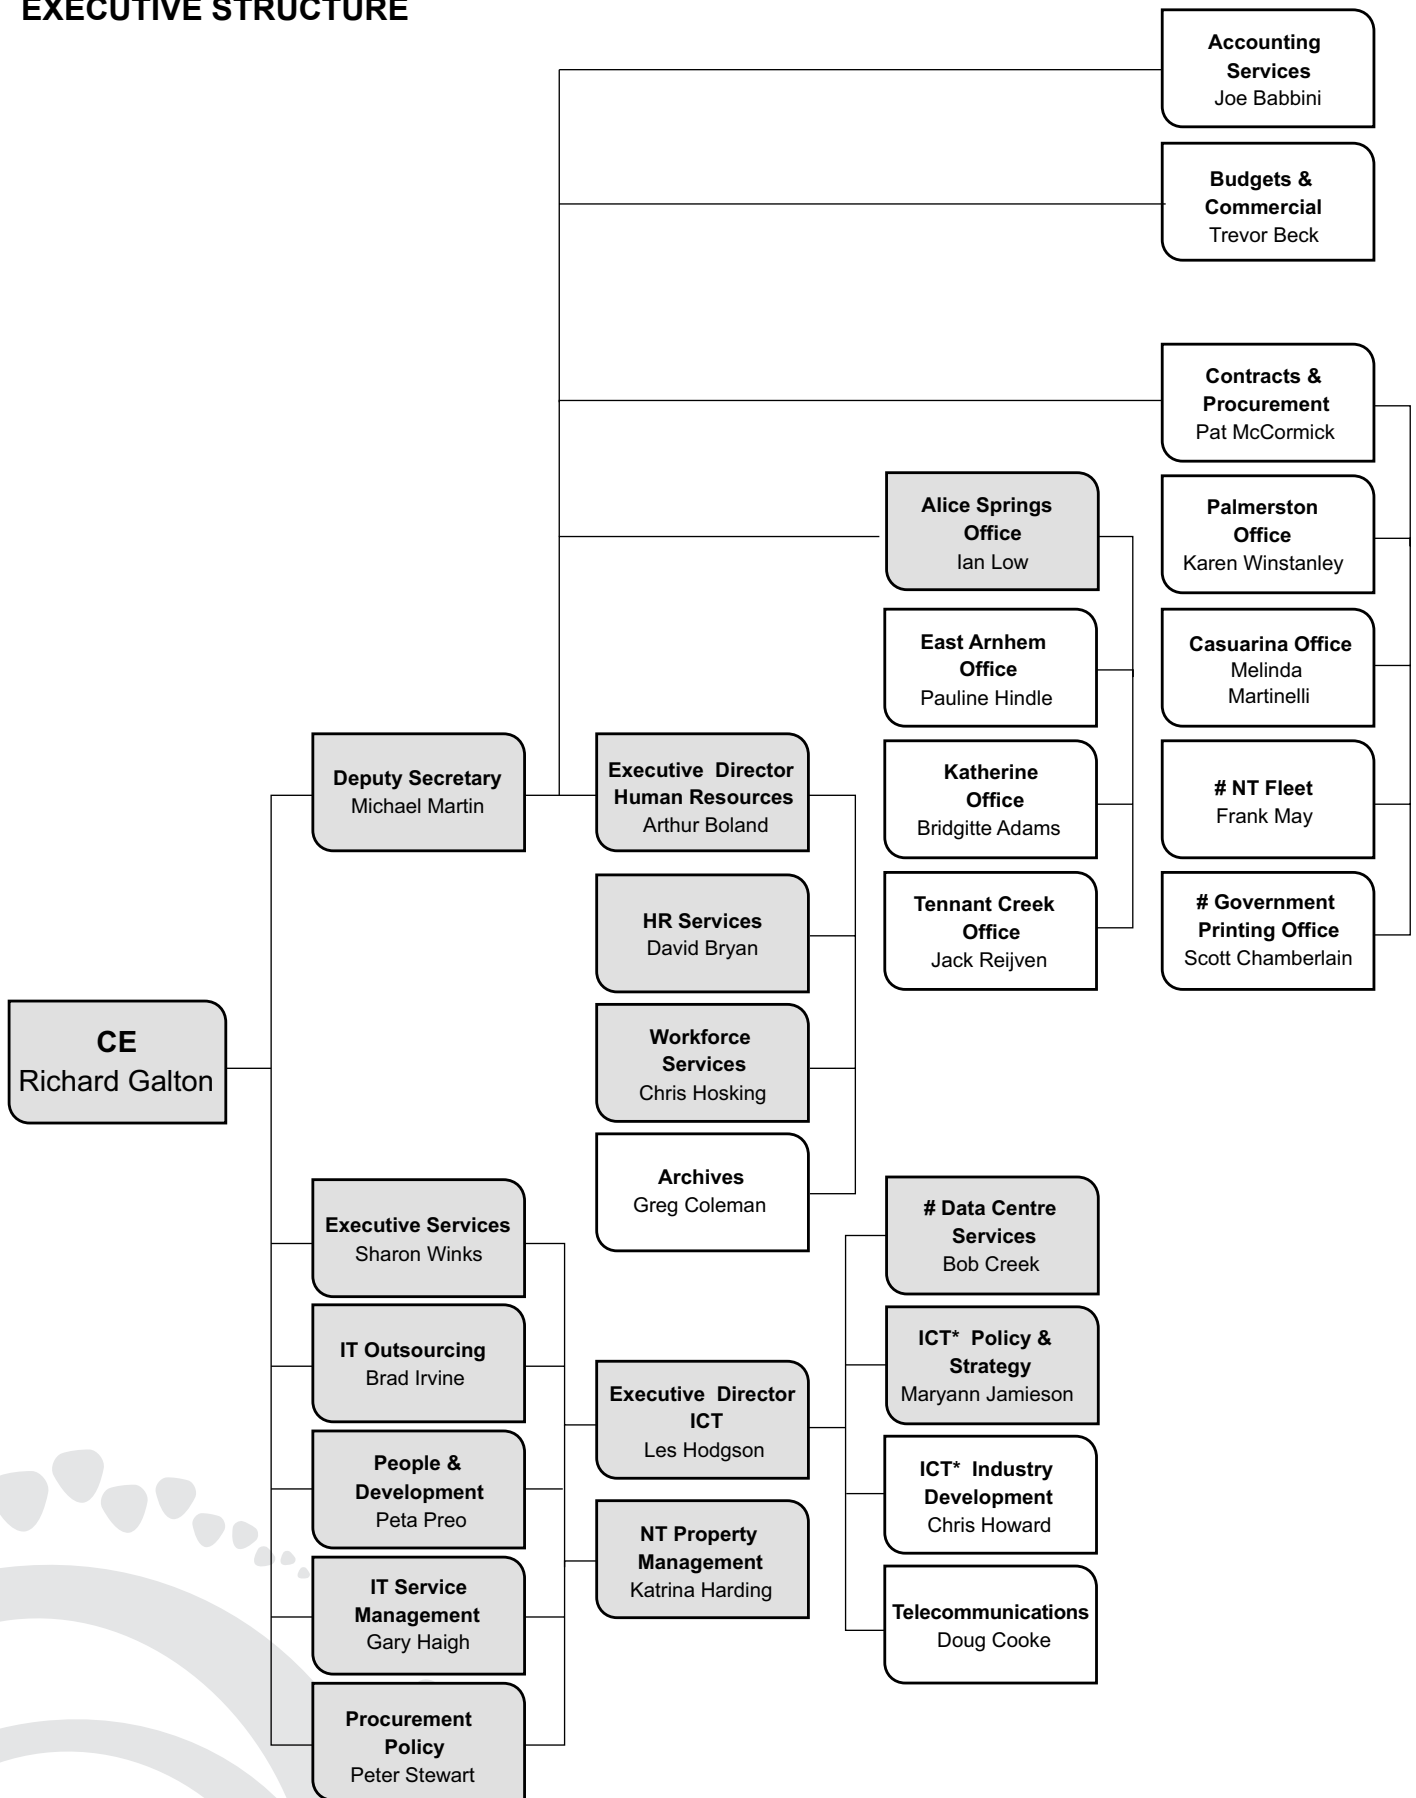 EXECUTIVE STRUCTURE
Accounting
Services
Joe Babbini
Budgets &
Commercial
Trevor Beck
Contracts &
Procurement
Pat McCormick
Alice Springs
Office
Ian Low
Palmerston
Office
Karen Winstanley
East Arnhem
Office
Pauline Hindle
Casuarina Office
Melinda
Martinelli
Deputy Secretary
Michael Martin
Executive Director
Human Resources
Arthur Boland
Katherine
Office
Bridgitte Adams
# NT Fleet
Frank May
HR Services
David Bryan
Tennant Creek
Office
Jack Reijven
# Government
Printing Office
Scott Chamberlain
CE
Richard Galton
Workforce
Services
Chris Hosking
Archives
Greg Coleman
Executive Services
Sharon Winks
# Data Centre
Services
Bob Creek
IT Outsourcing
Brad Irvine
ICT* Policy &
Strategy
Maryann Jamieson
Executive Director
ICT
Les Hodgson
People &
Development
Peta Preo
ICT* Industry
Development
Chris Howard
NT Property
Management
Katrina Harding
IT Service
Management
Gary Haigh
Telecommunications
Doug Cooke
Procurement
Policy
Peter Stewart